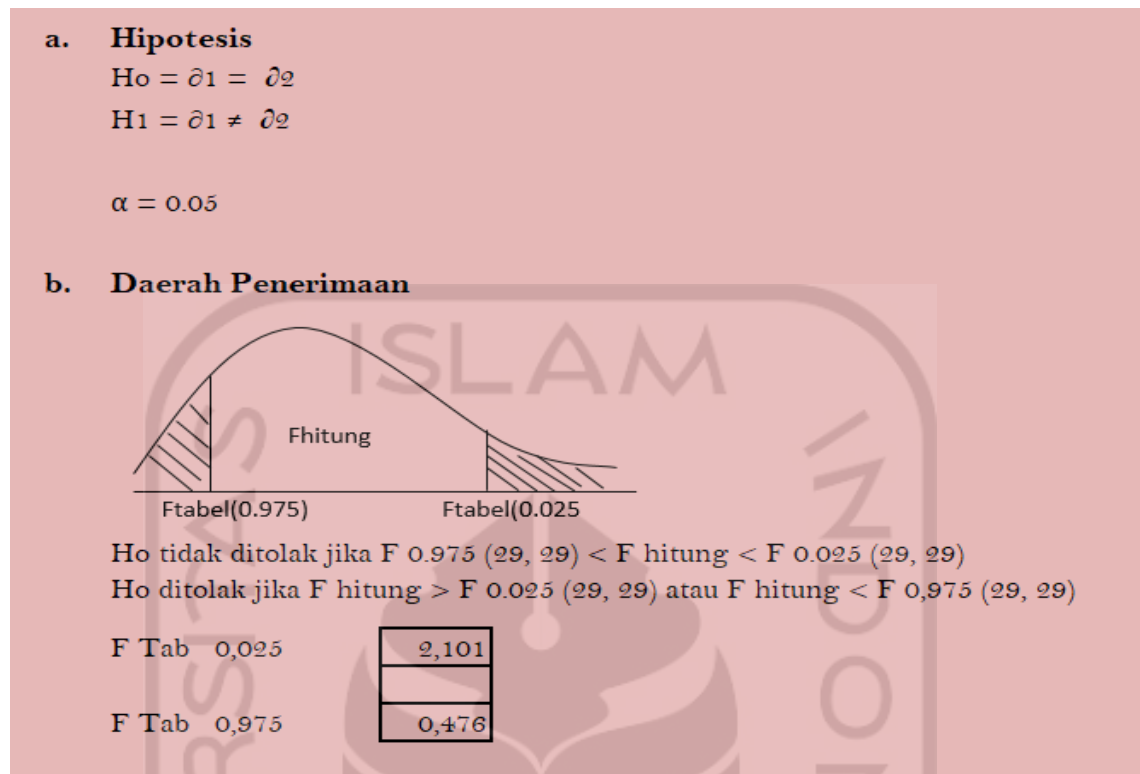 a. Hipotesis
Ho = ∂1 = ∂2
H1 = ∂1 ≠ ∂2
α = 0.05
b. Daerah Penerimaan
ISLAM
Fhitung
Ftabel(0.975) Ftabel(0.025
Ho tidak ditolak jika F 0.975 (29, 29) < F hitung < F 0.025 (29, 29)
Ho ditolak jika F hitung > F 0.025 (29, 29) atau F hitung < F 0,975 (29, 29)
F Tab 0,025 2,101
F Tab 0,975 0,476
RSITAS
INDON